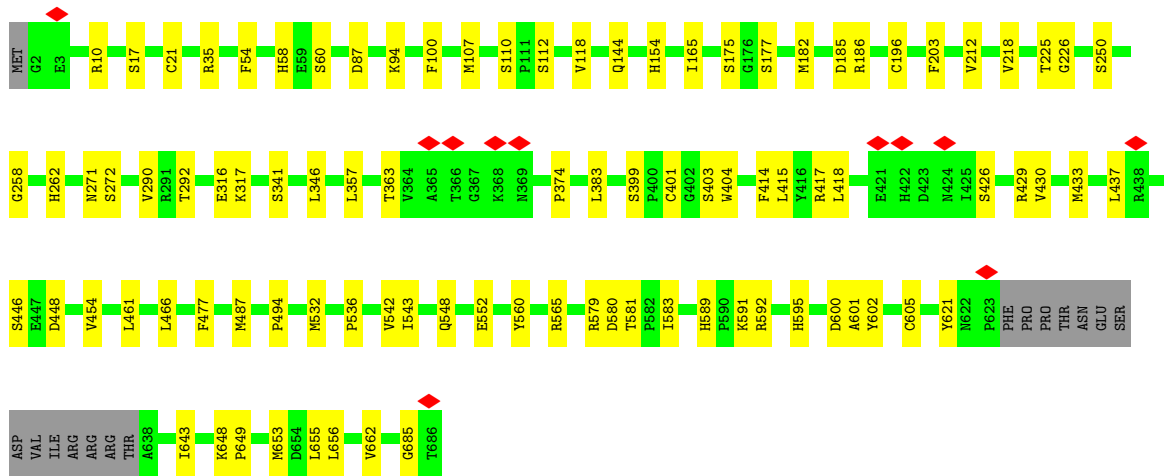 MET G2 E3 R10 S17 C21 R35 F54 H58 E59 S60 D87 K94 F100 M107 S110 P111 S112 V118 Q144 H154 I165 S175 G176 S177 M182 D185 R186 C196 F203 V212 V218 T225 G226 S250
G258 H262 N271 S272 V290 R291 T292 E316 K317 S341 L346 L357 T363 V364 A365 T366 G367 K368 N369 P374 L383 S399 P400 C401 G402 S403 W404 F414 L415 Y416 R417 L418 E421 H422 D423 N424 I425 S426 R429 V430 M433 L437 R438
S446 E447 D448 V454 L461 L466 F477 M487 P494 M532 P536 V542 I543 Q548 E552 Y560 R565 R579 D580 T581 P582 I583 H589 P590 K591 R592 H595 D600 A601 Y602 C605 Y621 N622 P623 PHE PRO PRO THR ASN GLU SER
ASP VAL ILE ARG ARG ARG THR A638 I643 K648 P649 M653 D654 L655 L656 V662 G685 T686